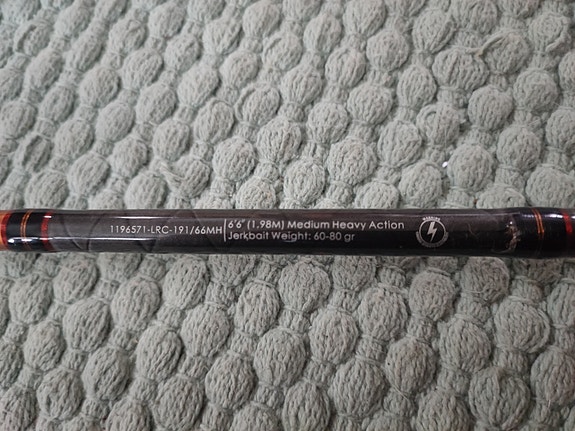 1196571-LRC-191/66MH
6'6" (1.98M) Medium Heavy Action
Jerkbait Weight: 60-80 gr